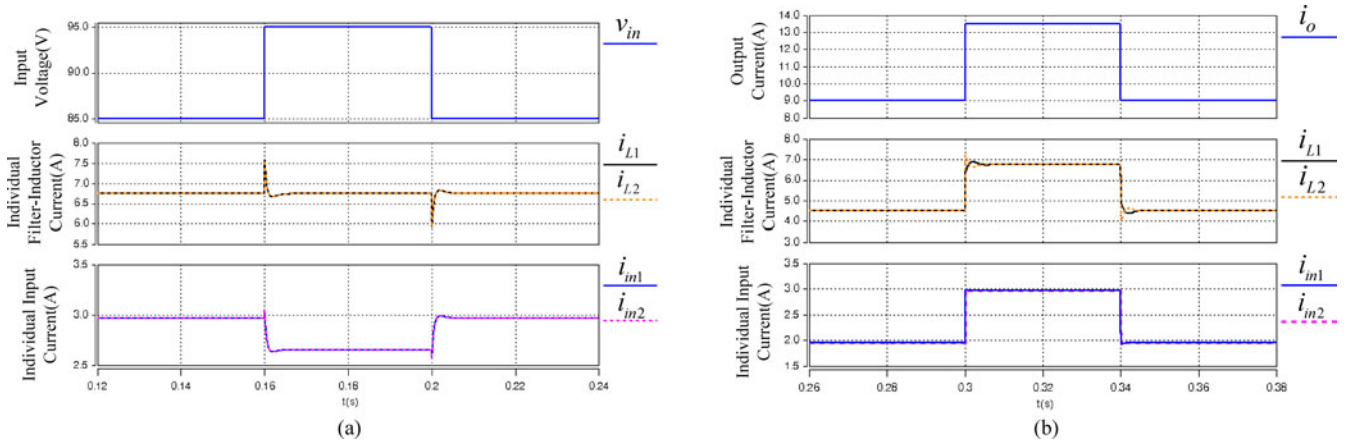 Input
Voltage(V)
95.0
90.0
85.0
v_in
Individual
Filter-Inductor
Current(A)
8.0
7.5
7.0
6.5
6.0
5.5
i_L1
i_L2
Individual Input
Current(A)
3.5
3.0
2.5
i_in1
i_in2
0.12
0.14
0.16
0.18
0.2
0.22
0.24
t(s)
(a)
Output
Current(A)
14.0
13.0
12.0
11.0
10.0
9.0
8.0
i_o
Individual
Filter-Inductor
Current(A)
8.0
7.0
6.0
5.0
4.0
3.0
i_L1
i_L2
Individual Input
Current(A)
3.5
3.0
2.5
2.0
1.5
i_in1
i_in2
0.26
0.28
0.3
0.32
0.34
0.36
0.38
t(s)
(b)